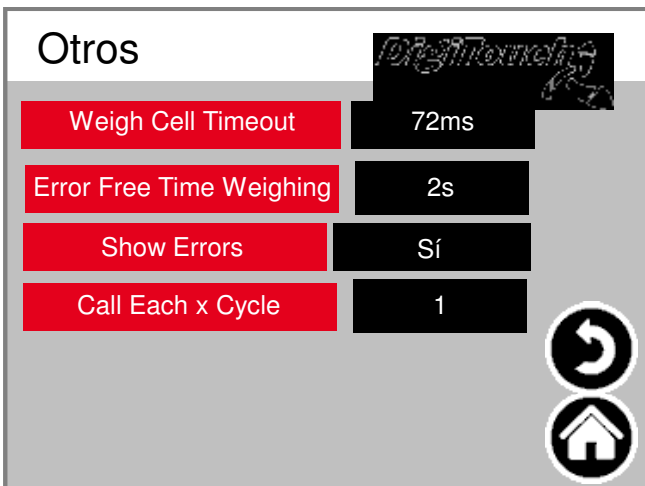 Otros
DigiTouch
Weigh Cell Timeout 72ms
Error Free Time Weighing 2s
Show Errors Sí
Call Each x Cycle 1